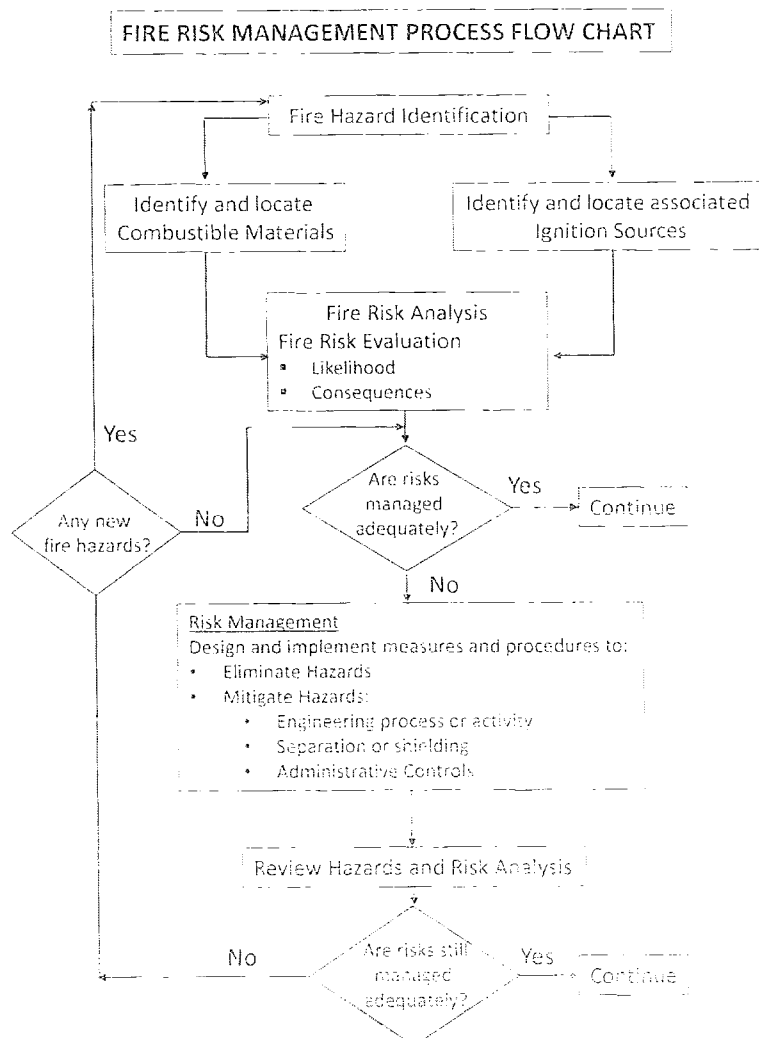 FIRE RISK MANAGEMENT PROCESS FLOW CHART
Fire Hazard Identification
Identify and locate
Combustible Materials
Identify and locate associated
Ignition Sources
Fire Risk Analysis
Fire Risk Evaluation
▪ Likelihood
▪ Consequences
Yes
Are risks
managed
adequately?
Yes
Continue
Any new
fire hazards?
No
No
Risk Management
Design and implement measures and procedures to:
• Eliminate Hazards
• Mitigate Hazards:
• Engineering process or activity
• Separation or shielding
• Administrative Controls
Review Hazards and Risk Analysis
No
Are risks still
managed
adequately?
Yes
Continue